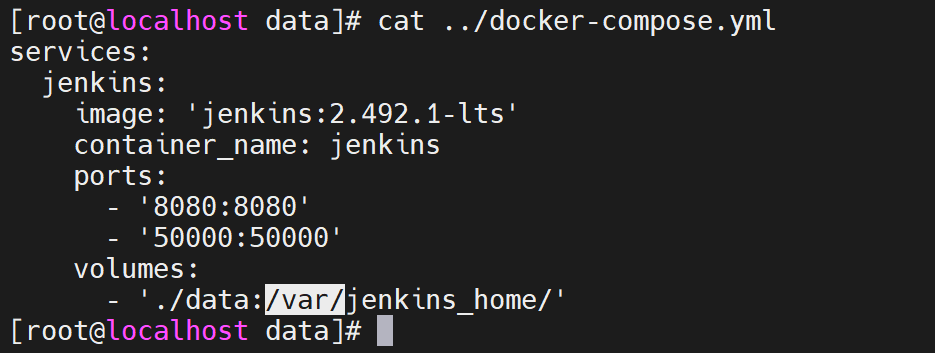 [root@localhost data]# cat ../docker-compose.yml
services:
  jenkins:
    image: 'jenkins:2.492.1-lts'
    container_name: jenkins
    ports:
      - '8080:8080'
      - '50000:50000'
    volumes:
      - './data:/var/jenkins_home/'
[root@localhost data]#